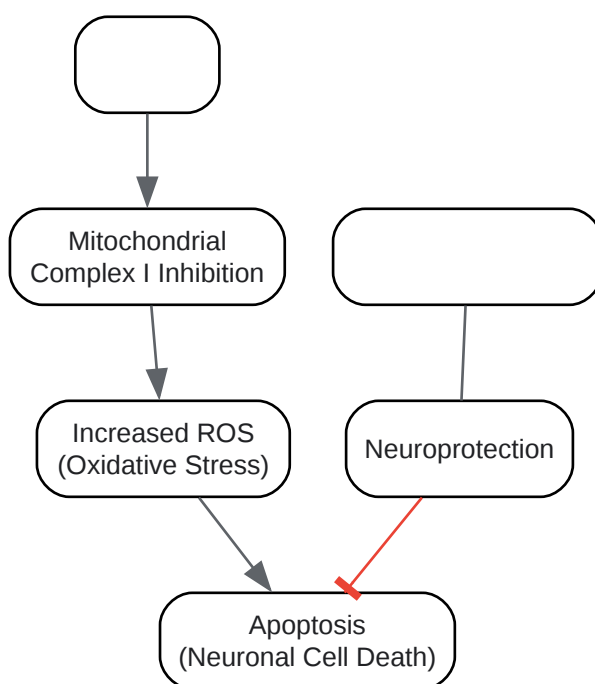 Mitochondrial
Complex I Inhibition
Increased ROS
(Oxidative Stress)
Neuroprotection
Apoptosis
(Neuronal Cell Death)